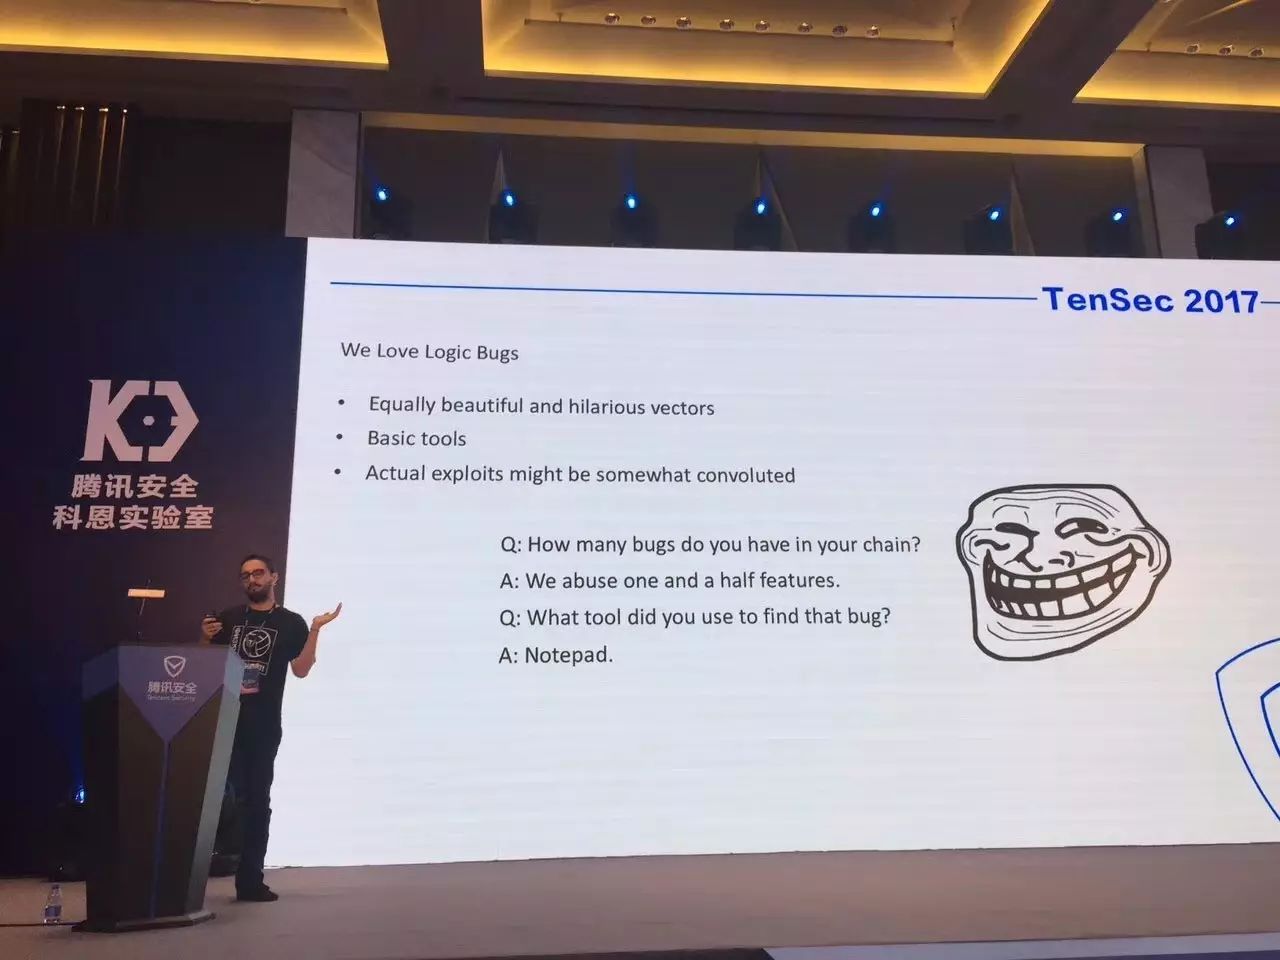 TenSec 2017
We Love Logic Bugs
• Equally beautiful and hilarious vectors
• Basic tools
• Actual exploits might be somewhat convoluted
Q: How many bugs do you have in your chain?
A: We abuse one and a half features.
Q: What tool did you use to find that bug?
A: Notepad.
腾讯安全
科恩实验室
腾讯安全
Tencent Security